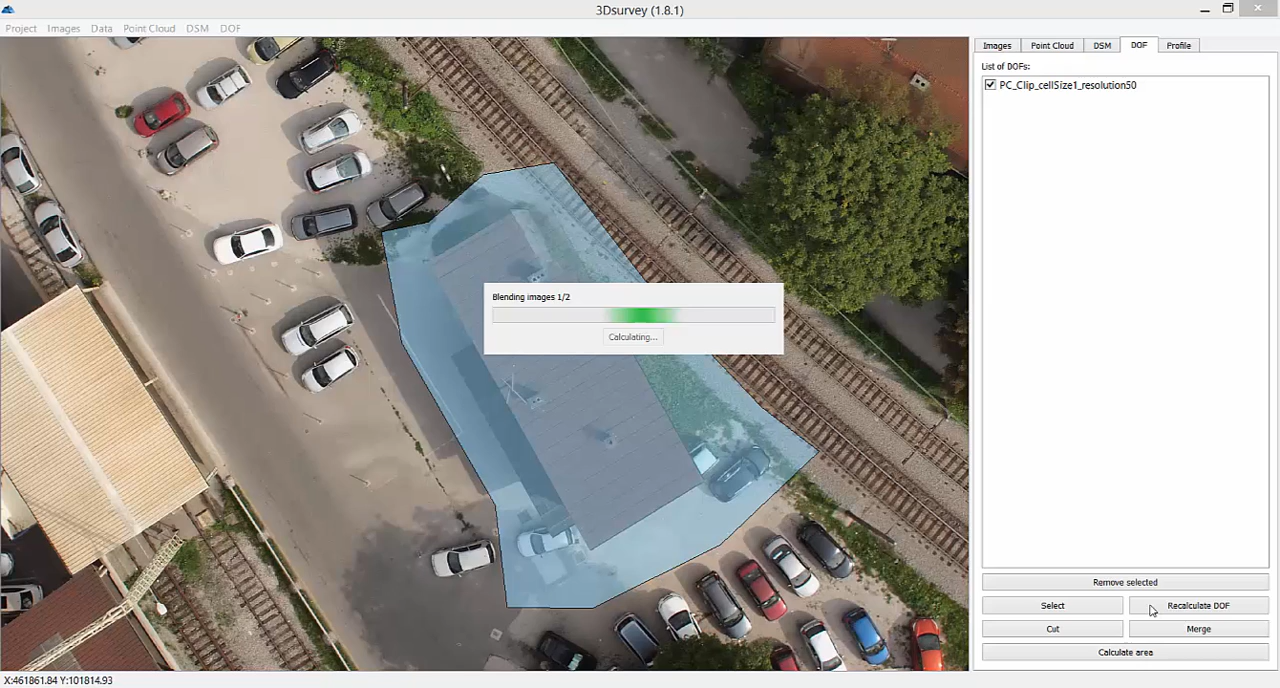 3Dsurvey (1.8.1)
Project Images Data Point Cloud DSM DOF
Images Point Cloud DSM DOF Profile
List of DOFs:
PC_Clip_cellSize1_resolution50
Blending images 1/2
Calculating...
Remove selected
Select Recalculate DOF
Cut Merge
Calculate area
X:461861.84 Y:101814.93